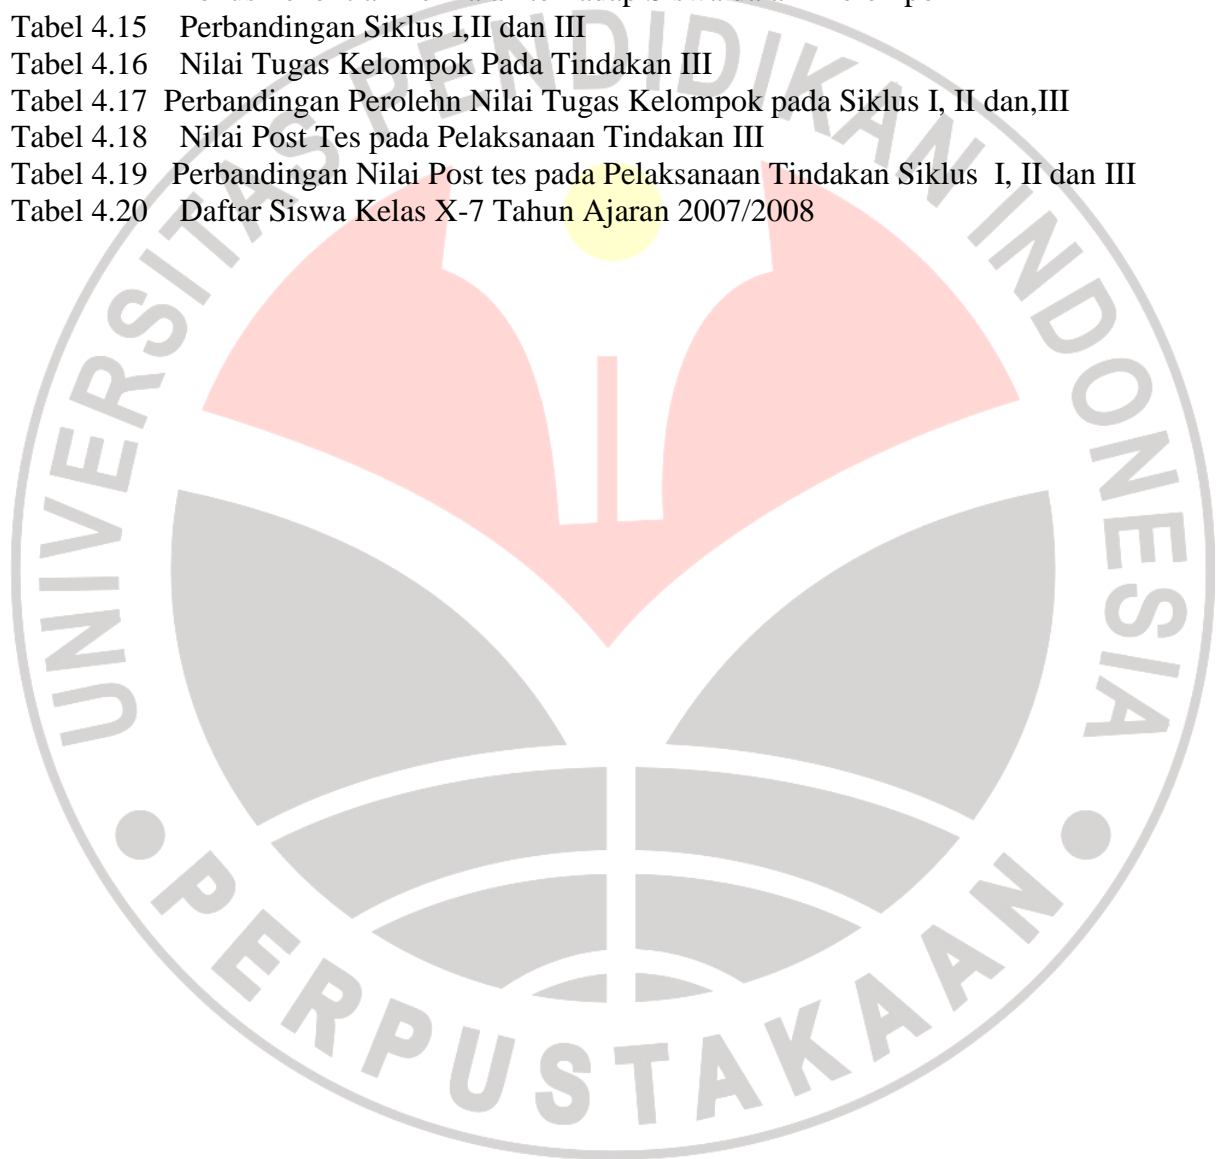 terhadap Siswa dalam
Tabel 4.15 Perbandingan Siklus I,II dan III
Tabel 4.16 Nilai Tugas Kelompok Pada Tindakan III
Tabel 4.17 Perbandingan Perolehn Nilai Tugas Kelompok pada Siklus I, II dan,III
Tabel 4.18 Nilai Post Tes pada Pelaksanaan Tindakan III
Tabel 4.19 Perbandingan Nilai Post tes pada Pelaksanaan Tindakan Siklus I, II dan III
Tabel 4.20 Daftar Siswa Kelas X-7 Tahun Ajaran 2007/2008
UNIVERSITAS PENDIDIKAN INDONESIA
PERPUSTAKAAN